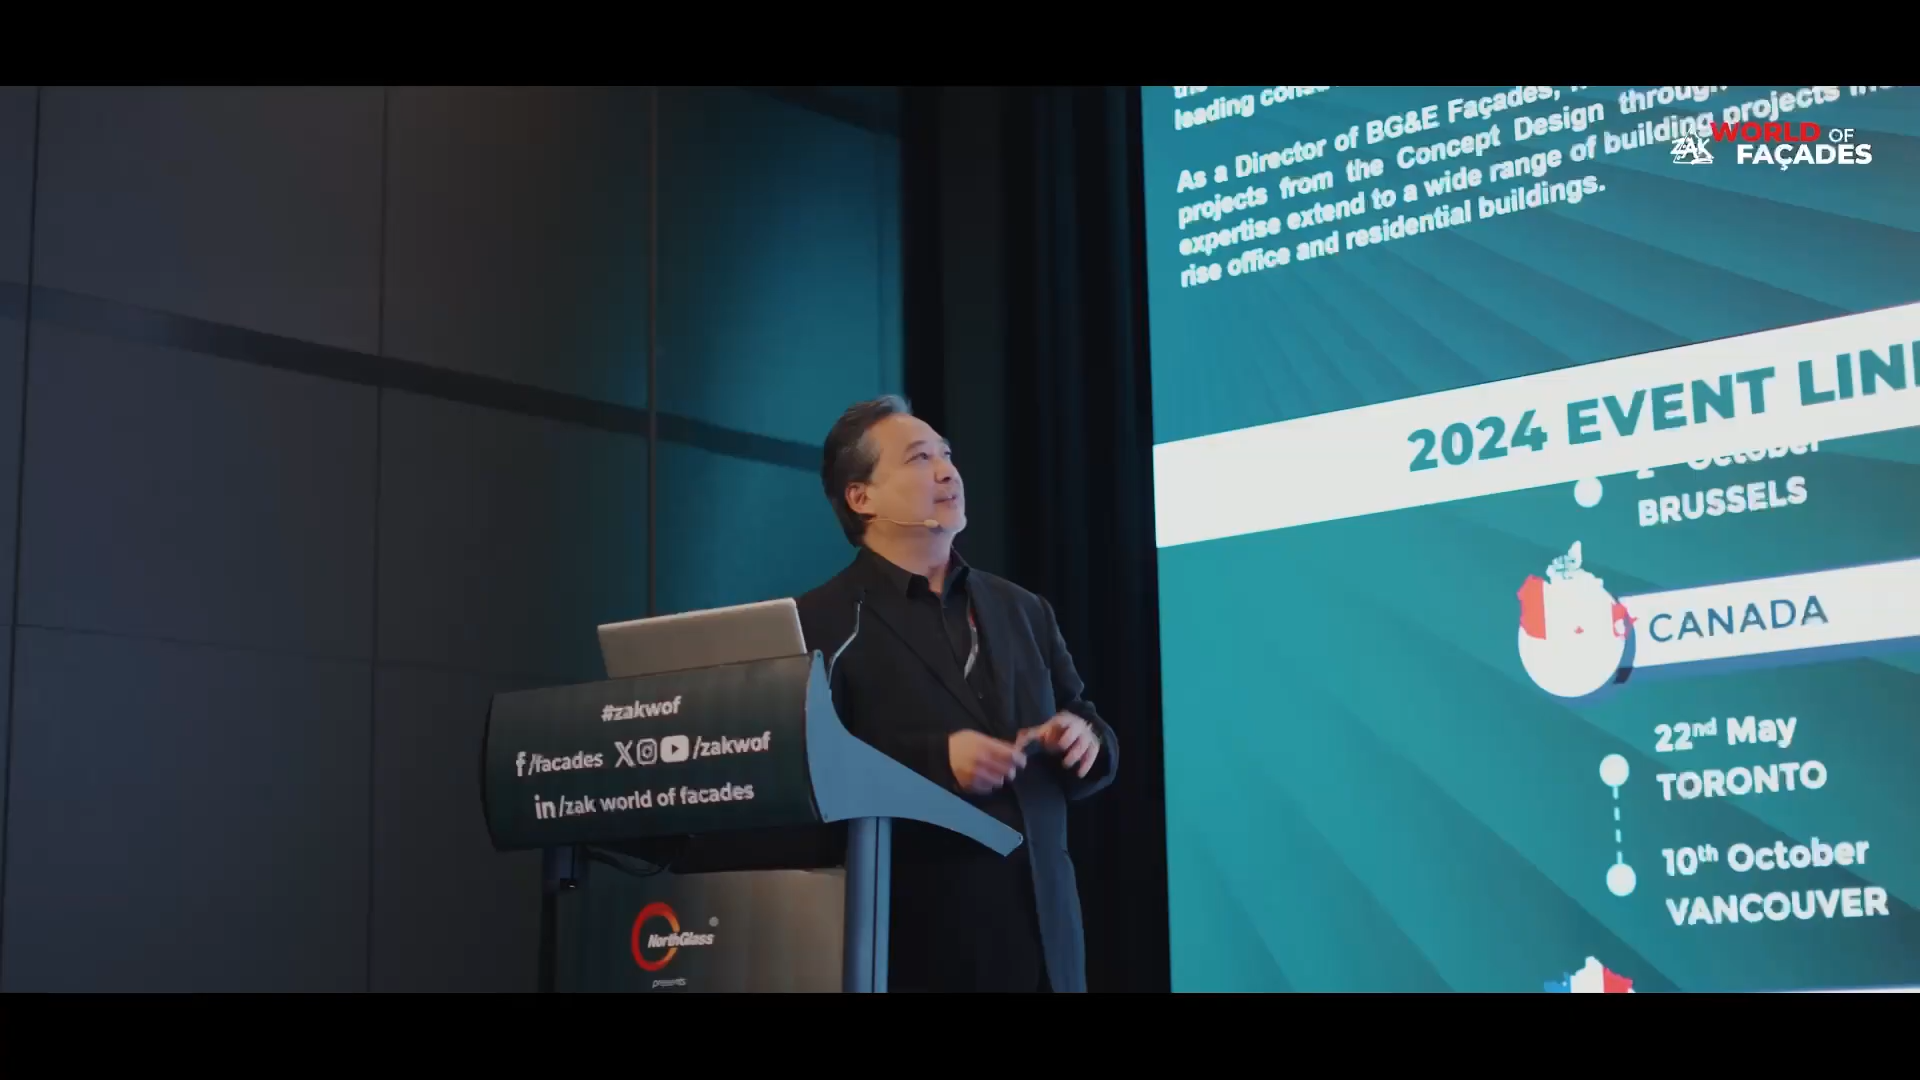 leading
As a Director of BG&E Façades,
projects from the Concept Design through
expertise extend to a wide range of building projects
rise office and residential buildings.
ZAK WORLD OF
FAÇADES
2024 EVENT
October
BRUSSELS
CANADA
22nd May
TORONTO
10th October
VANCOUVER
#zakwof
f/facades X /zakwof
in/zak world of facades
NorthGlass®
presents